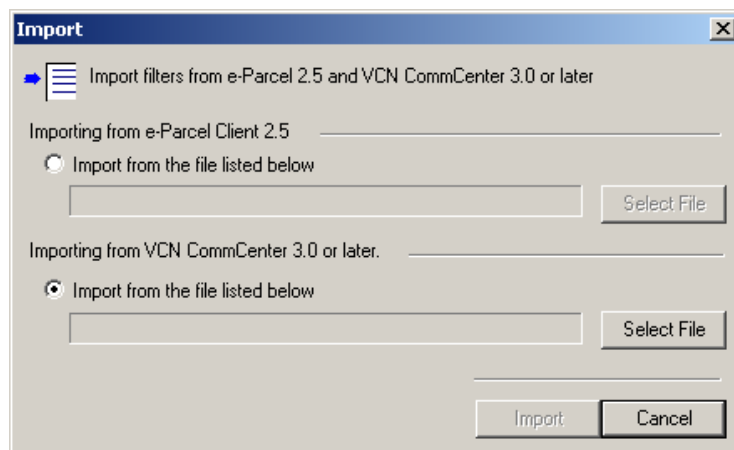 Import
Import filters from e-Parcel 2.5 and VCN CommCenter 3.0 or later
Importing from e-Parcel Client 2.5
Import from the file listed below
Select File
Importing from VCN CommCenter 3.0 or later.
Import from the file listed below
Select File
Import
Cancel